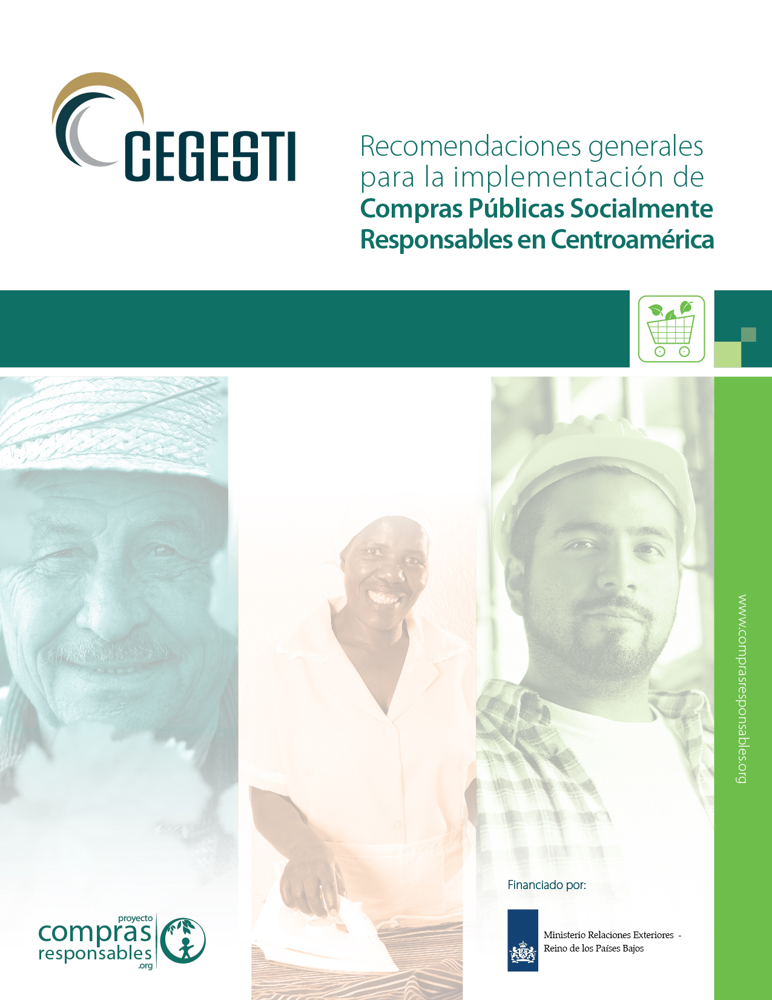 CEGESTI
Recomendaciones generales
para la implementación de
Compras Públicas Socialmente
Responsables en Centroamérica
www.comprasresponsables.org
Financiado por:
Ministerio Relaciones Exteriores -
Reino de los Países Bajos
proyecto
compras
responsables
.org